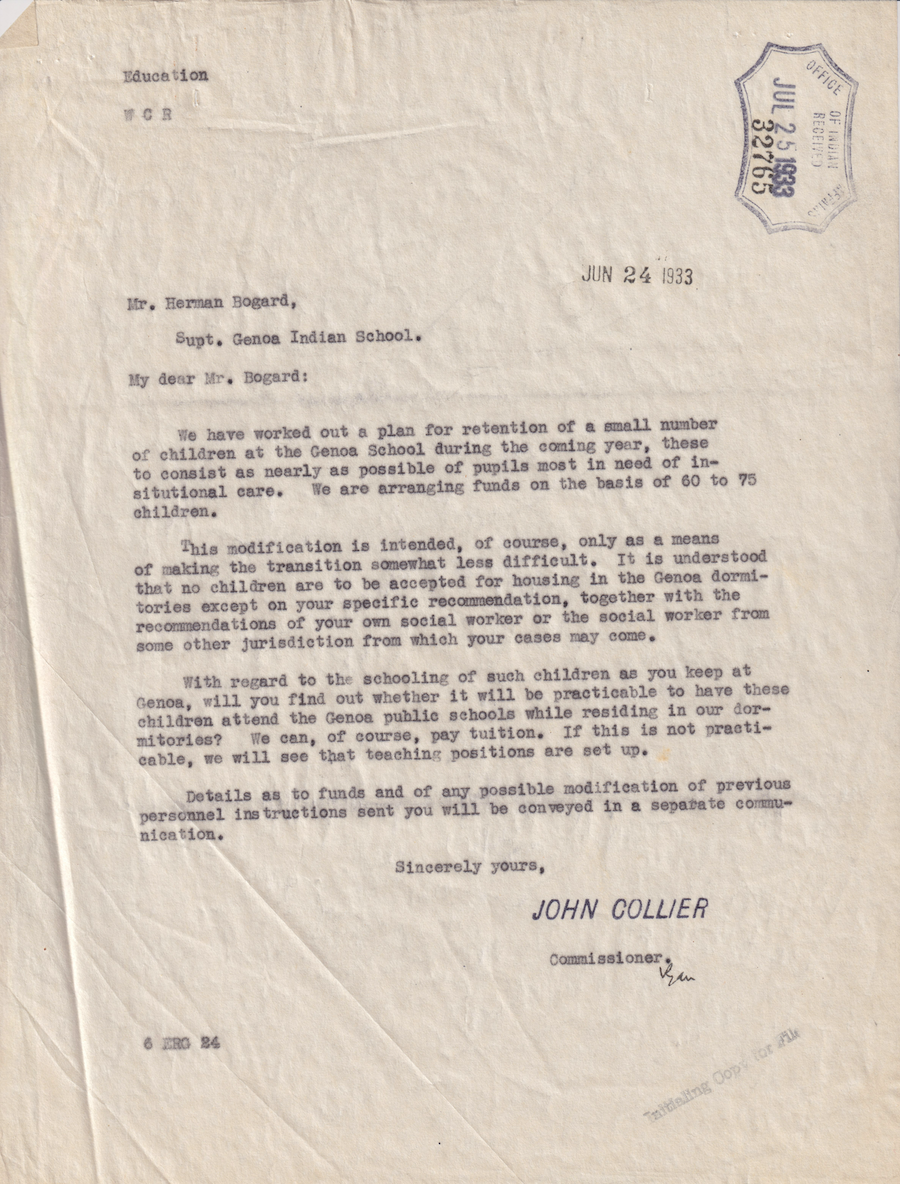 Education
W C R
OFFICE OF INDIAN AFFAIRS
RECEIVED
JUL 25 1933
32765
JUN 24 1933
Mr. Herman Bogard,
Supt. Genoa Indian School.
My dear Mr. Bogard:
We have worked out a plan for retention of a small number
of children at the Genoa School during the coming year, these
to consist as nearly as possible of pupils most in need of in-
situtional care. We are arranging funds on the basis of 60 to 75
children.
This modification is intended, of course, only as a means
of making the transition somewhat less difficult. It is understood
that no children are to be accepted for housing in the Genoa dormi-
tories except on your specific recommendation, together with the
recommendations of your own social worker or the social worker from
some other jurisdiction from which your cases may come.
With regard to the schooling of such children as you keep at
Genoa, will you find out whether it will be practicable to have these
children attend the Genoa public schools while residing in our dor-
mitories? We can, of course, pay tuition. If this is not practi-
cable, we will see that teaching positions are set up.
Details as to funds and of any possible modification of previous
personnel instructions sent you will be conveyed in a separate commu-
nication.
Sincerely yours,
JOHN COLLIER
Commissioner.
6 ERG 24
Initialing Copy for File